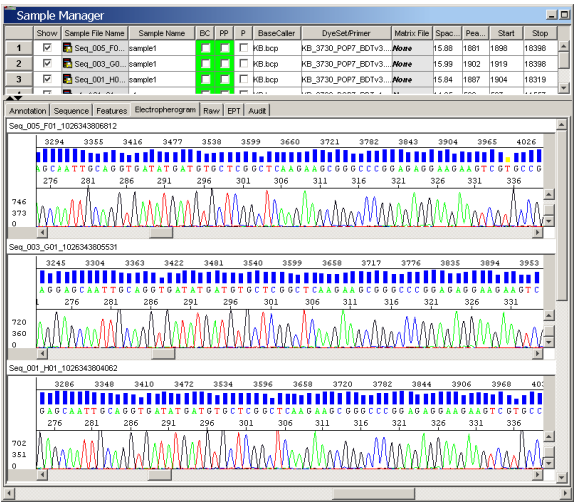 Sample Manager
Show Sample File Name Sample Name BC PP P BaseCaller DyeSet/Primer Matrix File Spac... Pea... Start Stop
1 Seq_005_F0... sample1 KB.bcp KB_3730_POP7_BDTv3.... None 15.88 1881 1898 18398
2 Seq_003_G0... sample1 KB.bcp KB_3730_POP7_BDTv3.... None 15.99 1902 1919 18398
3 Seq_001_H0... sample1 KB.bcp KB_3730_POP7_BDTv3.... None 15.84 1887 1904 18319
Annotation Sequence Features Electropherogram Raw EPT Audit
Seq_005_F01_1026343806812
3294 3355 3416 3477 3538 3599 3660 3721 3782 3843 3904 3965 4026
AGCAATTGCAGGTGATATGATGTGCTCGGCTCAAGAAGCGGGCCCGGAGAGGAAGAAGTCGTGCCG
276 281 286 291 296 301 306 311 316 321 326 331 336
746
373
0
Seq_003_G01_1026343805531
3245 3304 3363 3422 3481 3540 3599 3658 3717 3776 3835 3894 3953
AGGAGCAATTGCAGGTGATATGATGTGCTCGGCTCAAGAAGCGGGCCCGGAGAGGAAGAAGTC
276 281 286 291 296 301 306 311 316 321 326 331
720
360
0
Seq_001_H01_1026343804062
3286 3348 3410 3472 3534 3596 3658 3720 3782 3844 3906 3968 403
GAGCAATTGCAGGTGATATGATGTGCTCGGCTCAAGAAGCGGGCCCGGAGAGGAAGAAGTCGTGCC
276 281 286 291 296 301 306 311 316 321 326 331 336
702
351
0